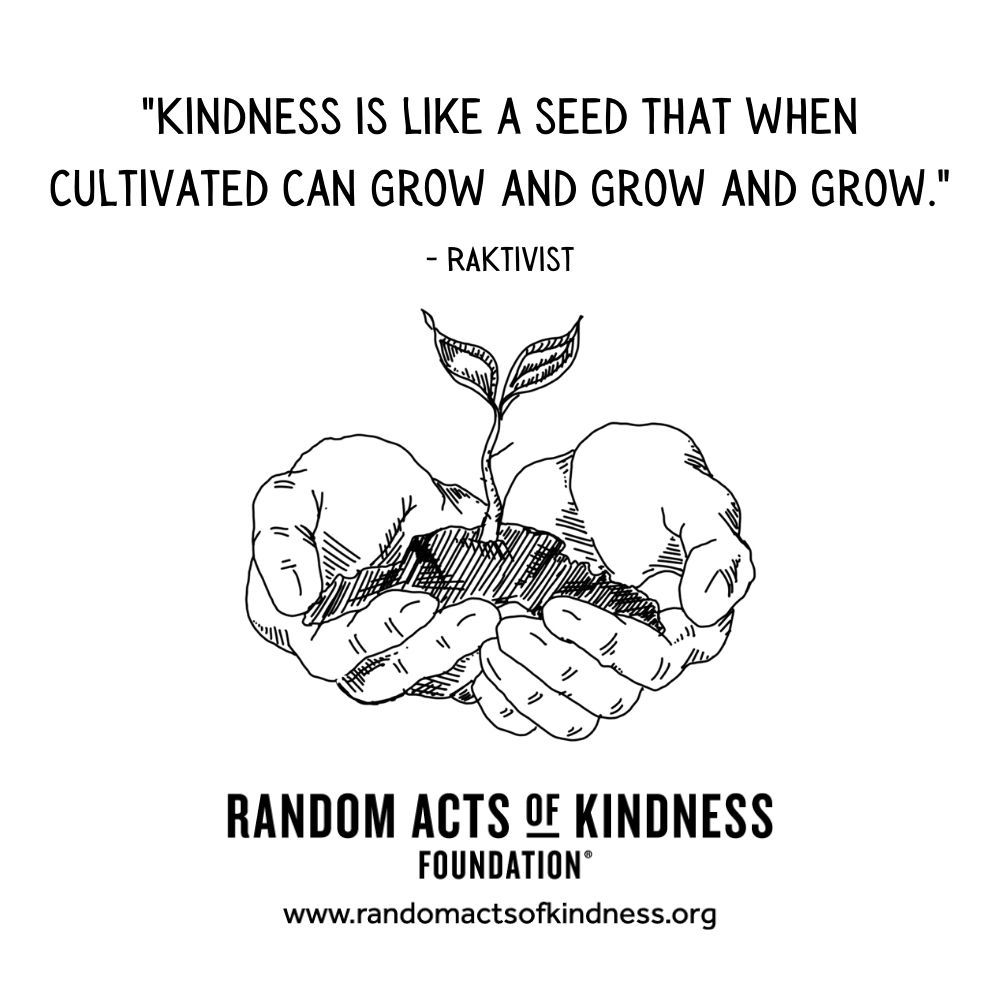 "KINDNESS IS LIKE A SEED THAT WHEN
CULTIVATED CAN GROW AND GROW AND GROW."
- RAKTIVIST
RANDOM ACTS OF KINDNESS
FOUNDATION®
www.randomactsofkindness.org